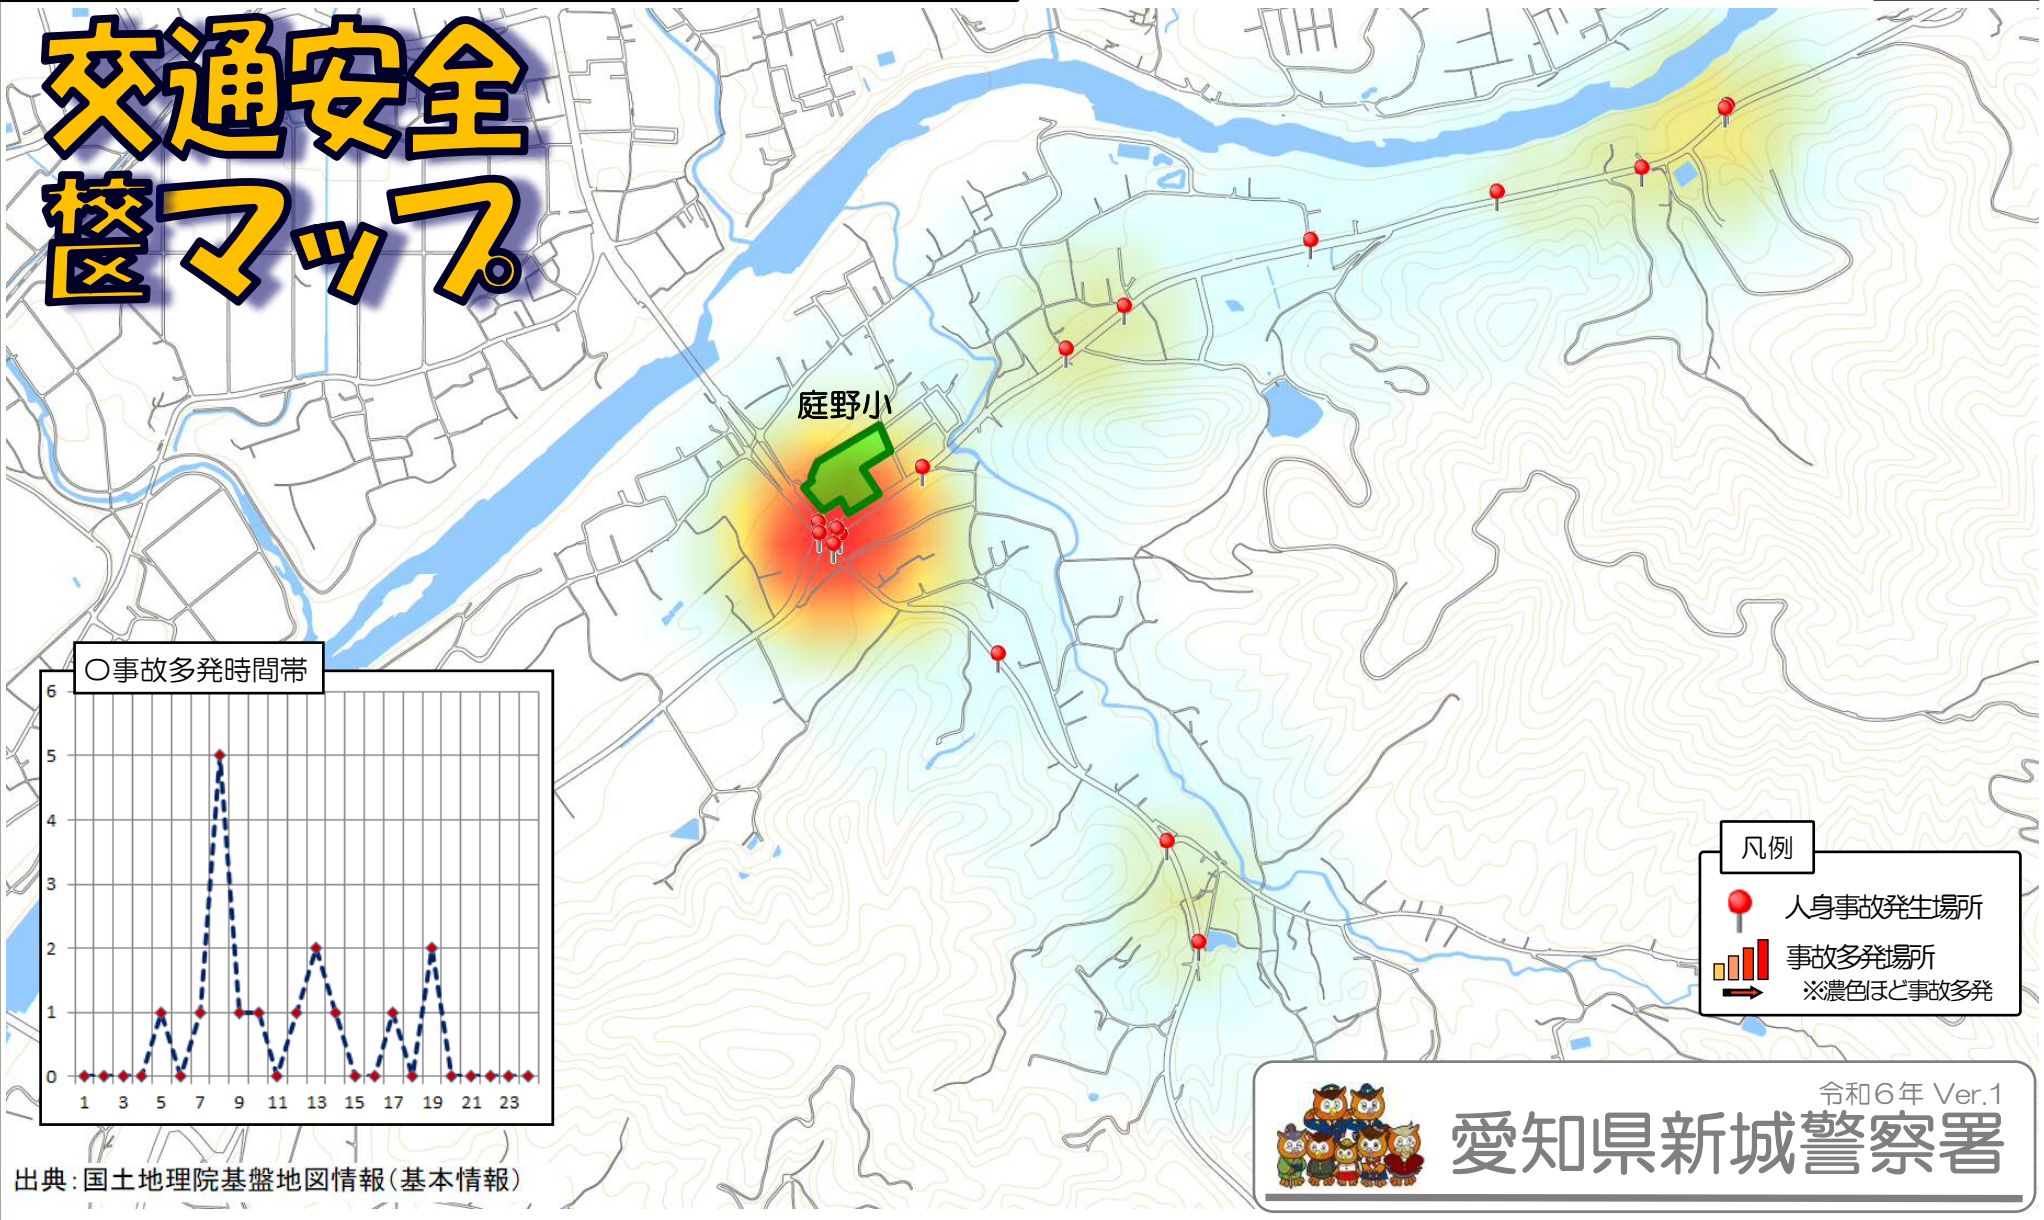 交通安全
校区マップ
庭野小
〇事故多発時間帯
6
5
4
3
2
1
0
1 3 5 7 9 11 13 15 17 19 21 23
凡例
人身事故発生場所
事故多発場所
※濃色ほど事故多発
令和６年 Ver.1
愛知県新城警察署
出典：国土地理院基盤地図情報（基本情報）